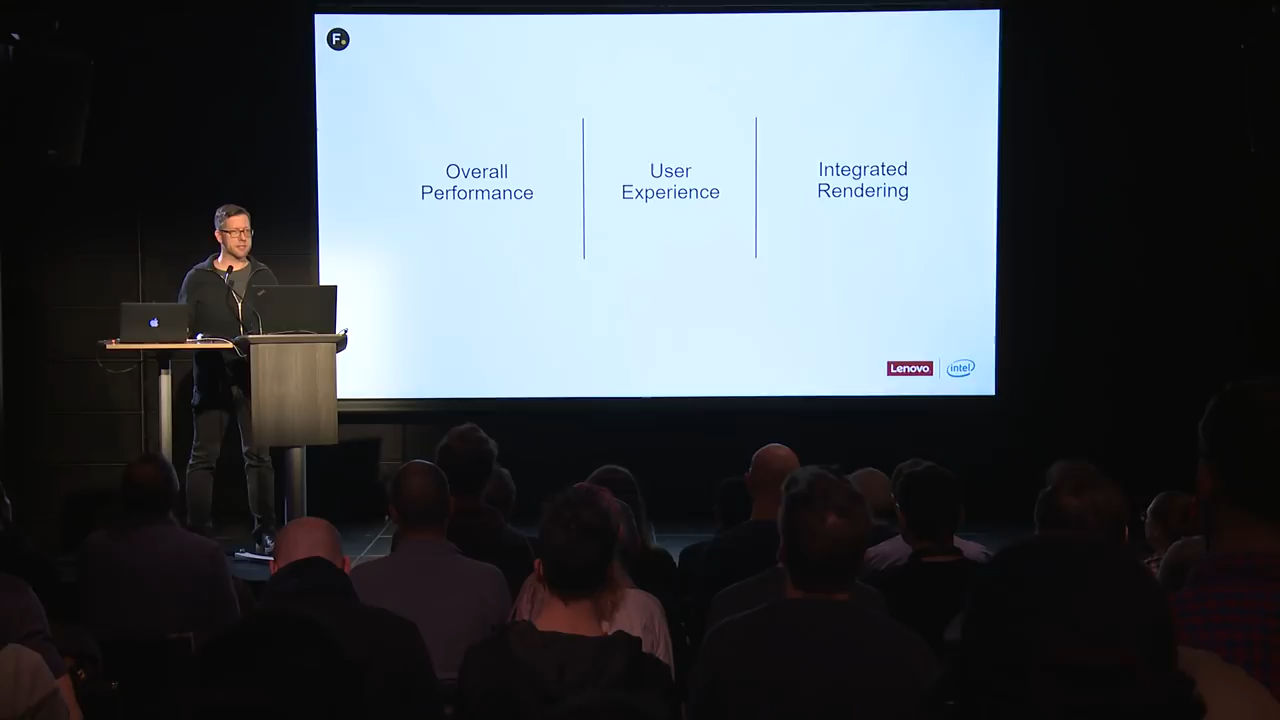 F.
Overall
Performance
User
Experience
Integrated
Rendering
Lenovo
intel